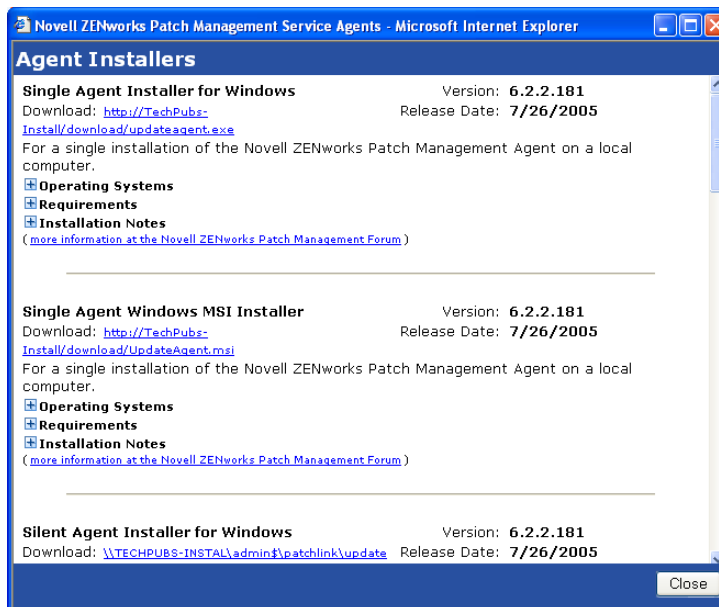 Novell ZENworks Patch Management Service Agents - Microsoft Internet Explorer
Agent Installers
Single Agent Installer for Windows Version: 6.2.2.181
Download: http://TechPubs- Release Date: 7/26/2005
Install/download/updateagent.exe
For a single installation of the Novell ZENworks Patch Management Agent on a local
computer.
Operating Systems
Requirements
Installation Notes
( more information at the Novell ZENworks Patch Management Forum )
Single Agent Windows MSI Installer Version: 6.2.2.181
Download: http://TechPubs- Release Date: 7/26/2005
Install/download/UpdateAgent.msi
For a single installation of the Novell ZENworks Patch Management Agent on a local
computer.
Operating Systems
Requirements
Installation Notes
( more information at the Novell ZENworks Patch Management Forum )
Silent Agent Installer for Windows Version: 6.2.2.181
Download: \\TECHPUBS-INSTAL\admin$\patchlink\update Release Date: 7/26/2005
Close